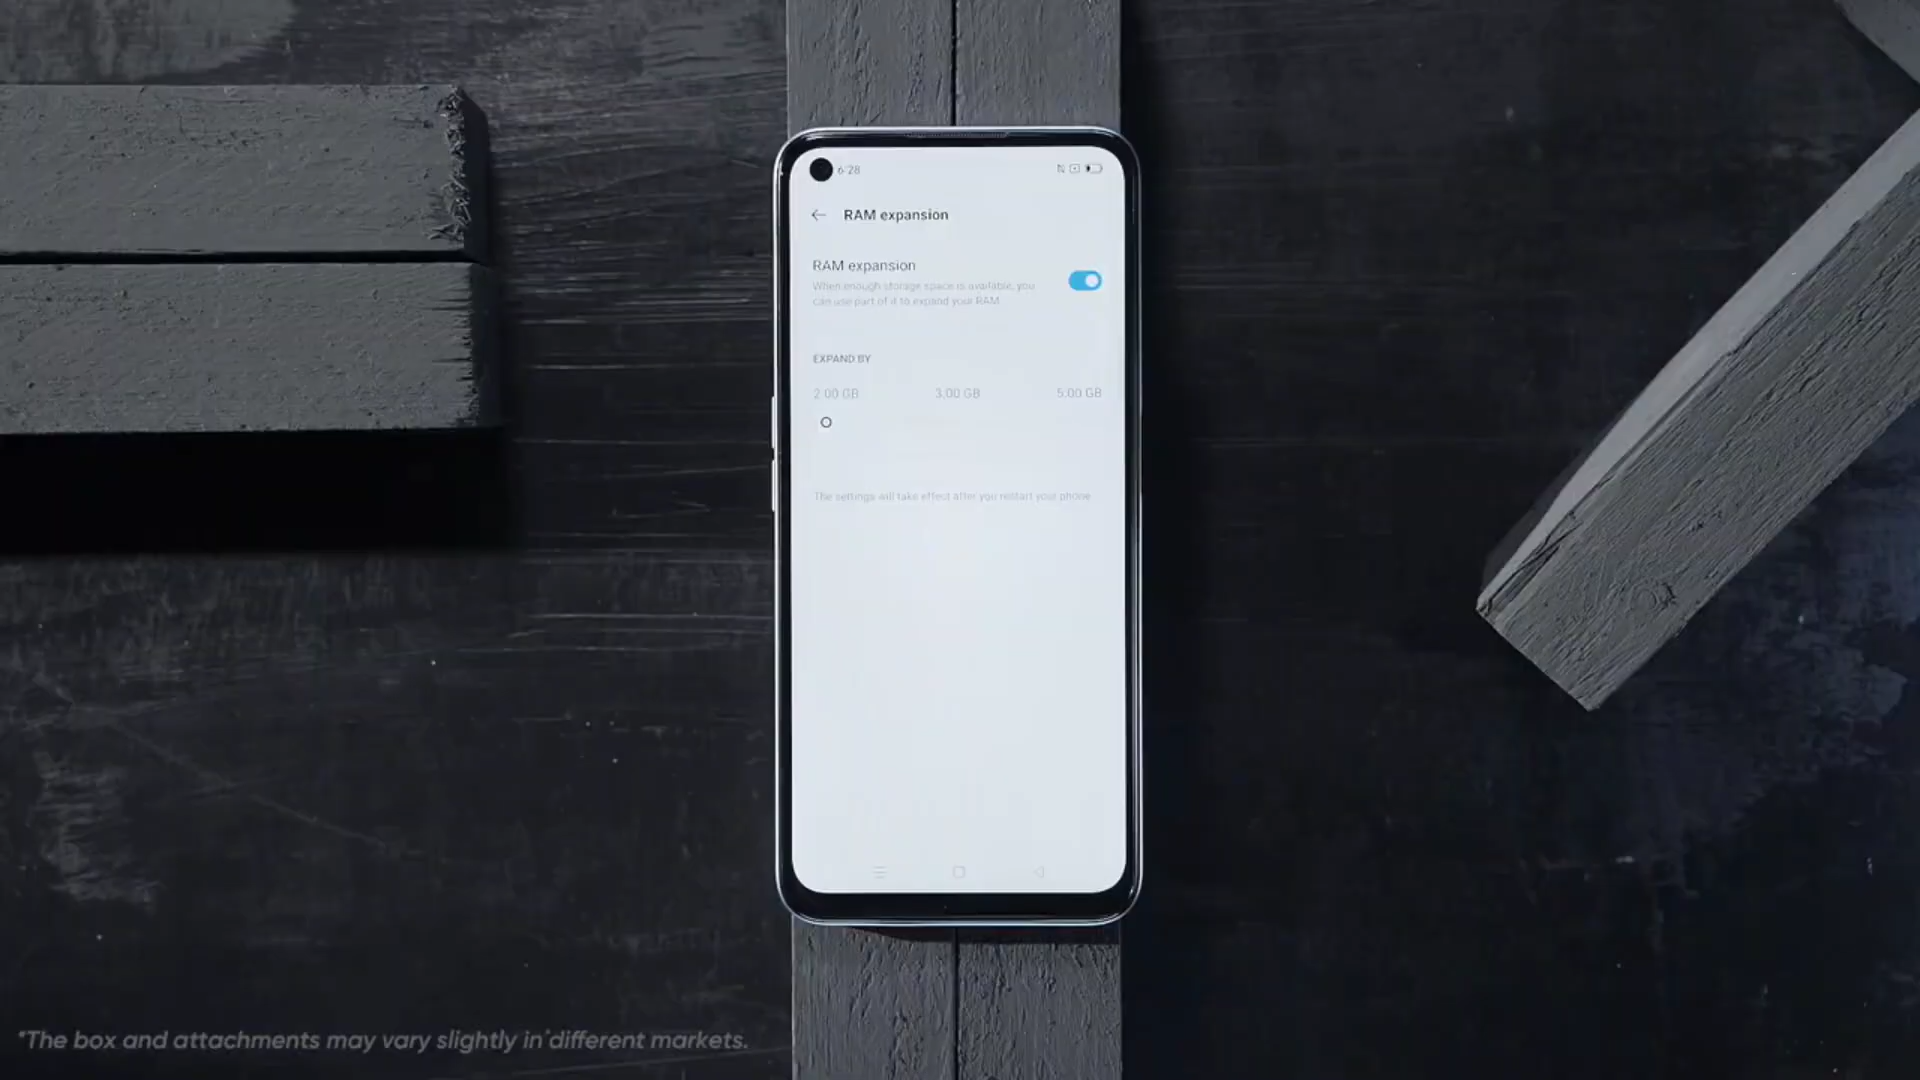 6:28
RAM expansion
RAM expansion
When enough storage space is available, you
can use part of it to expand your RAM.
EXPAND BY
2.00 GB 3.00 GB 5.00 GB
The settings will take effect after you restart your phone.
*The box and attachments may vary slightly in different markets.